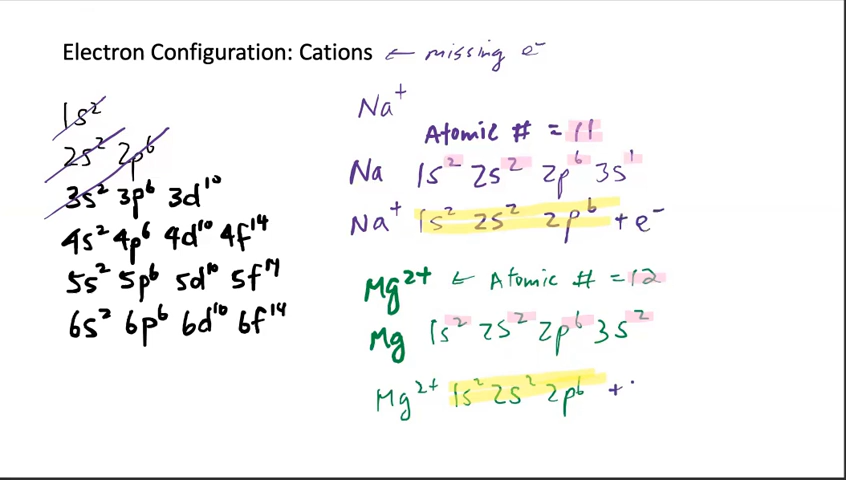 Electron Configuration: Cations ← missing e⁻
1s²
2s² 2p⁶
3s² 3p⁶ 3d¹⁰
4s² 4p⁶ 4d¹⁰ 4f¹⁴
5s² 5p⁶ 5d¹⁰ 5f¹⁴
6s² 6p⁶ 6d¹⁰ 6f¹⁴
Na⁺
Atomic # = 11
Na 1s² 2s² 2p⁶ 3s¹
Na⁺ 1s² 2s² 2p⁶ + e⁻
Mg²⁺ ← Atomic # = 12
Mg 1s² 2s² 2p⁶ 3s²
Mg²⁺ 1s² 2s² 2p⁶ +